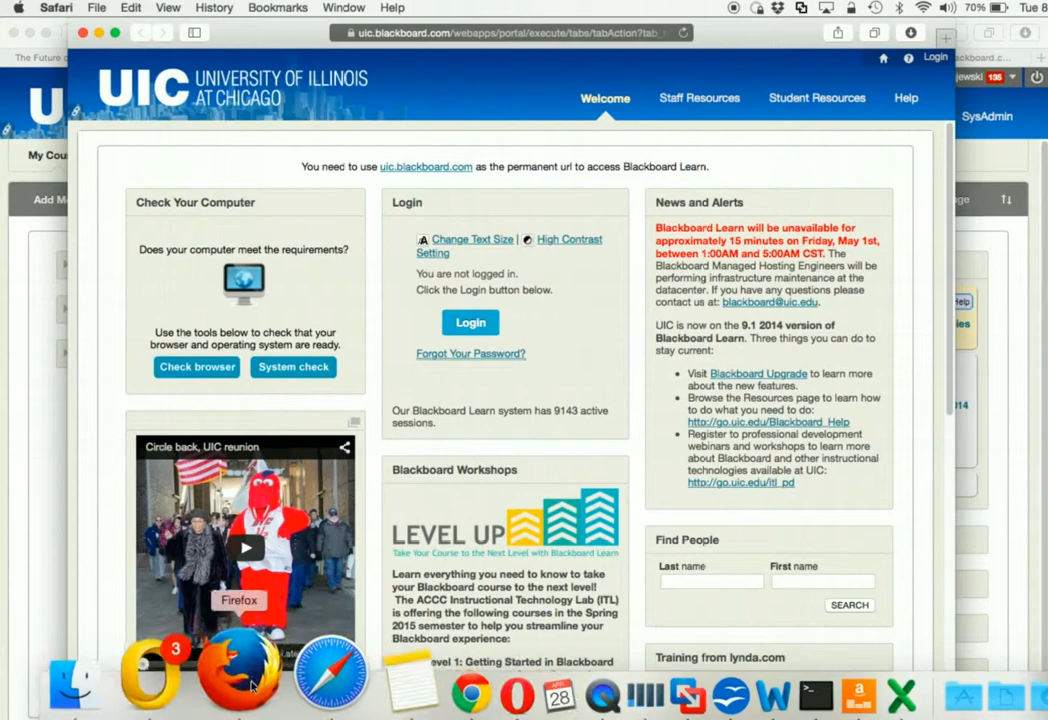 Safari File Edit View History Bookmarks Window Help 70% Tue 8
uic.blackboard.com/webapps/portal/execute/tabs/tabAction?tab_
The Future o
ckboard.c...
Login
UIC UNIVERSITY OF ILLINOIS
AT CHICAGO
Welcome Staff Resources Student Resources Help
U
jewski 136
SysAdmin
My Cou
Add M
ge
You need to use uic.blackboard.com as the permanent url to access Blackboard Learn.
Check Your Computer
Does your computer meet the requirements?
Use the tools below to check that your
browser and operating system are ready.
Check browser System check
Circle back, UIC reunion
Firefox
3
Login
A Change Text Size | High Contrast
Setting
You are not logged in.
Click the Login button below.
Login
Forgot Your Password?
Our Blackboard Learn system has 9143 active
sessions.
Blackboard Workshops
LEVEL UP
Take Your Course to the Next Level with Blackboard Learn
Learn everything you need to know to take
your Blackboard course to the next level!
The ACCC Instructional Technology Lab (ITL)
is offering the following courses in the Spring
2015 semester to help you streamline your
Blackboard experience:
evel 1: Getting Started in Blackboard
News and Alerts
Blackboard Learn will be unavailable for
approximately 15 minutes on Friday, May 1st,
between 1:00AM and 5:00AM CST. The
Blackboard Managed Hosting Engineers will be
performing infrastructure maintenance at the
datacenter. If you have any questions please
contact us at: blackboard@uic.edu.
UIC is now on the 9.1 2014 version of
Blackboard Learn. Three things you can do to
stay current:
Visit Blackboard Upgrade to learn more
about the new features.
Browse the Resources page to learn how
to do what you need to do:
http://go.uic.edu/Blackboard_Help
Register to professional development
webinars and workshops to learn more
about Blackboard and other instructional
technologies available at UIC:
http://go.uic.edu/itl_pd
Find People
Last name First name
SEARCH
Training from lynda.com
Help
ies
014
APR
28